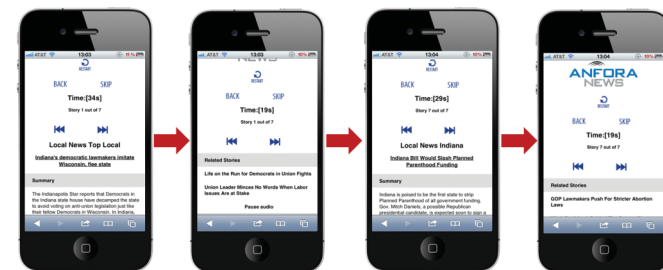 AT&T 13:03 11%
RESTART
BACK SKIP
Time:[34s]
Story 1 out of 7
Local News Top Local
Indiana's democratic lawmakers imitate
Wisconsin, flee state
Summary
The Indianapolis Star reports that Democrats in
the Indiana state house have decamped the state
to avoid voting on anti-union legislation just like
their fellow Democrats in Wisconsin. In Indiana,
AT&T 13:03 10%
NEWS
RESTART
BACK SKIP
Time:[19s]
Story 1 out of 7
Related Stories
Life on the Run for Democrats in Union Fights
Union Leader Minces No Words When Labor
Issues Are at Stake
Pause audio
AT&T 13:04 10%
RESTART
BACK SKIP
Time:[29s]
Story 7 out of 7
Local News Indiana
Indiana Bill Would Slash Planned
Parenthood Funding
Summary
Indiana is poised to be the first state to strip
Planned Parenthood of all government funding.
Gov. Mitch Daniels, a possible Republican
presidential candidate, is expected soon to sign a
AT&T 13:04 10%
ANFORA
NEWS
RESTART
BACK SKIP
Time:[19s]
Story 7 out of 7
Related Stories
GOP Lawmakers Push For Stricter Abortion
Laws